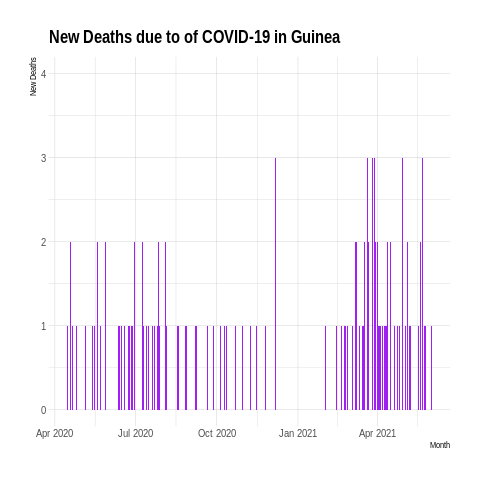 New Deaths due to of COVID-19 in Guinea
New Deaths
4
3
2
1
0
Apr 2020 Jul 2020 Oct 2020 Jan 2021 Apr 2021
Month